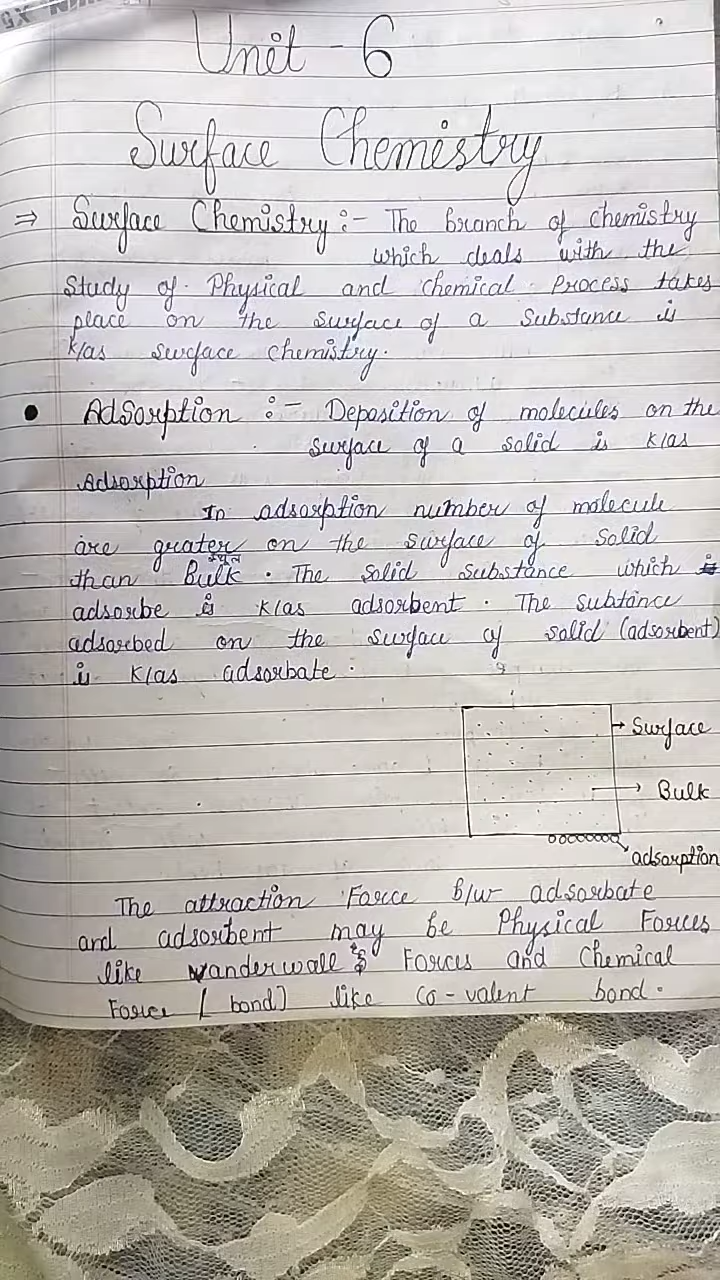 Unit - 6
Surface Chemistry
⇒ Surface Chemistry :- The branch of chemistry
which deals with the
Study of Physical and chemical Process takes
place on the surface of a Substance is
k/as surface chemistry.
• Adsorption :- Deposition of molecules on the
surface of a solid is k/as
Adsorption
In adsorption number of molecule
are grater on the surface of solid
than Bulk. The solid substance which is
adsorbe is k/as adsorbent. The subtance
adsorbed on the surface of solid (adsorbent)
is k/as adsorbate.
Surface
Bulk
adsorption
The attraction Force b/w adsorbate
and adsorbent may be Physical Forces
like vanderwall's Forces and Chemical
Force [bond] like Co-valent bond.